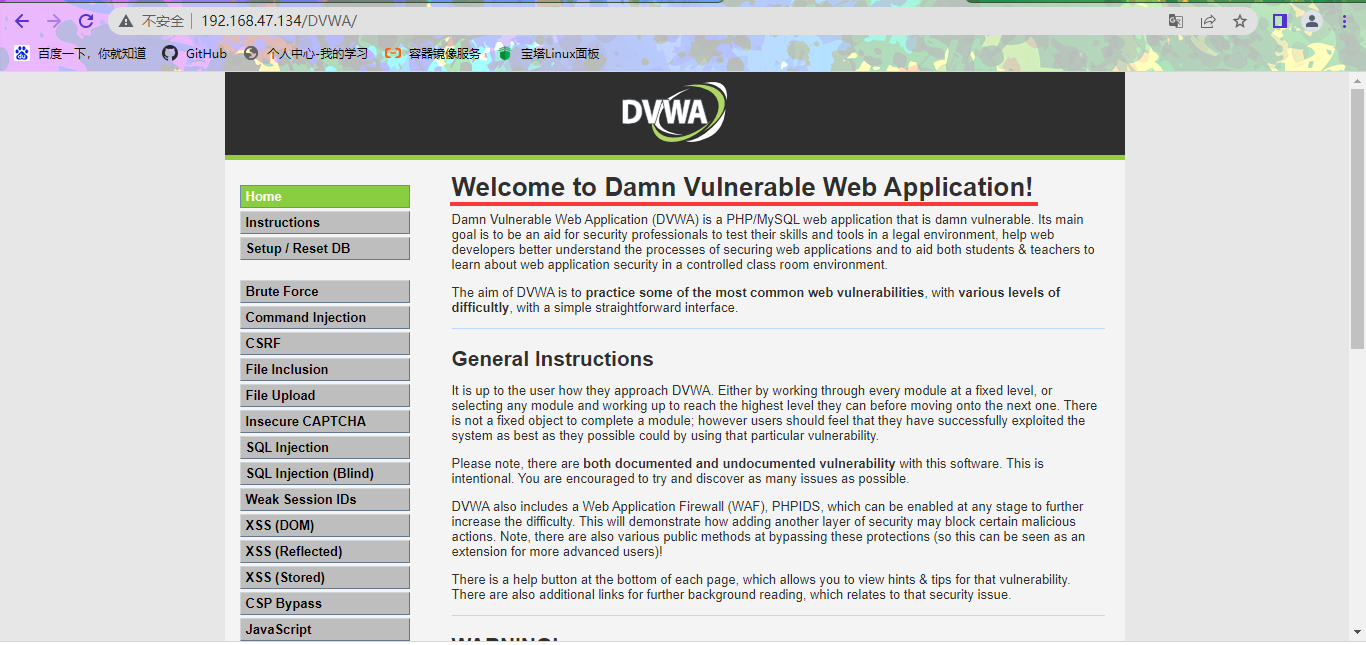 不安全 192.168.47.134/DVWA/
百度一下，你就知道 GitHub 个人中心-我的学习 容器镜像服务 宝塔Linux面板
DVWA
Home
Instructions
Setup / Reset DB
Brute Force
Command Injection
CSRF
File Inclusion
File Upload
Insecure CAPTCHA
SQL Injection
SQL Injection (Blind)
Weak Session IDs
XSS (DOM)
XSS (Reflected)
XSS (Stored)
CSP Bypass
JavaScript
Welcome to Damn Vulnerable Web Application!
Damn Vulnerable Web Application (DVWA) is a PHP/MySQL web application that is damn vulnerable. Its main
goal is to be an aid for security professionals to test their skills and tools in a legal environment, help web
developers better understand the processes of securing web applications and to aid both students & teachers to
learn about web application security in a controlled class room environment.
The aim of DVWA is to practice some of the most common web vulnerabilities, with various levels of
difficultly, with a simple straightforward interface.
General Instructions
It is up to the user how they approach DVWA. Either by working through every module at a fixed level, or
selecting any module and working up to reach the highest level they can before moving onto the next one. There
is not a fixed object to complete a module; however users should feel that they have successfully exploited the
system as best as they possible could by using that particular vulnerability.
Please note, there are both documented and undocumented vulnerability with this software. This is
intentional. You are encouraged to try and discover as many issues as possible.
DVWA also includes a Web Application Firewall (WAF), PHPIDS, which can be enabled at any stage to further
increase the difficulty. This will demonstrate how adding another layer of security may block certain malicious
actions. Note, there are also various public methods at bypassing these protections (so this can be seen as an
extension for more advanced users)!
There is a help button at the bottom of each page, which allows you to view hints & tips for that vulnerability.
There are also additional links for further background reading, which relates to that security issue.
WARNING!